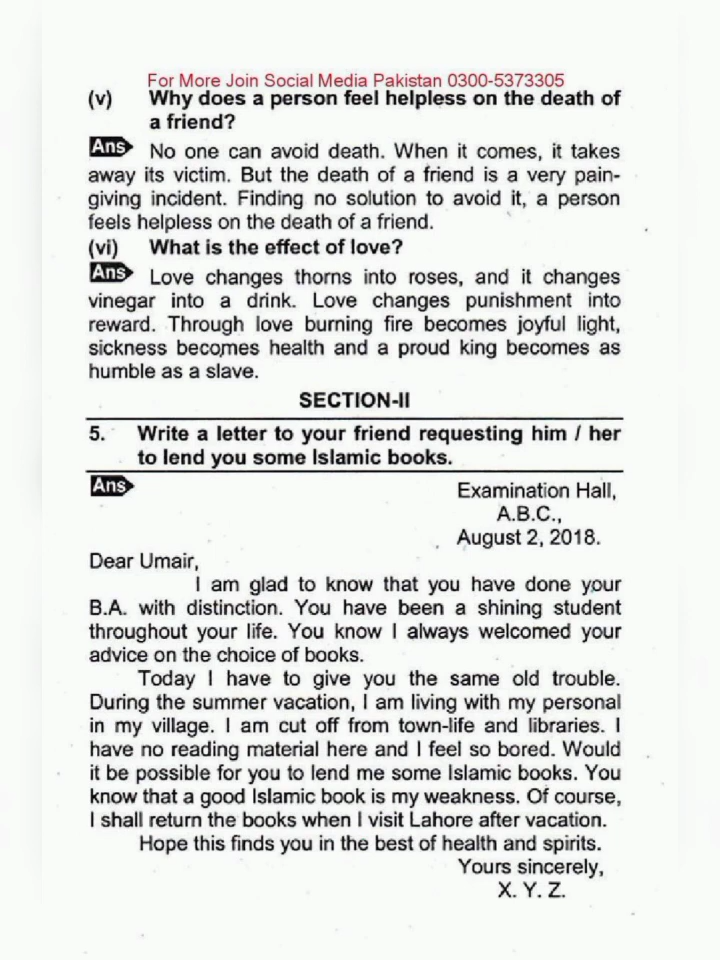 For More Join Social Media Pakistan 0300-5373305
(v) Why does a person feel helpless on the death of
a friend?
Ans No one can avoid death. When it comes, it takes
away its victim. But the death of a friend is a very pain-
giving incident. Finding no solution to avoid it, a person
feels helpless on the death of a friend.
(vi) What is the effect of love?
Ans Love changes thorns into roses, and it changes
vinegar into a drink. Love changes punishment into
reward. Through love burning fire becomes joyful light,
sickness becomes health and a proud king becomes as
humble as a slave.
SECTION-II
5. Write a letter to your friend requesting him / her
to lend you some Islamic books.
Ans Examination Hall,
A.B.C.,
August 2, 2018.
Dear Umair,
I am glad to know that you have done your
B.A. with distinction. You have been a shining student
throughout your life. You know I always welcomed your
advice on the choice of books.
Today I have to give you the same old trouble.
During the summer vacation, I am living with my personal
in my village. I am cut off from town-life and libraries. I
have no reading material here and I feel so bored. Would
it be possible for you to lend me some Islamic books. You
know that a good Islamic book is my weakness. Of course,
I shall return the books when I visit Lahore after vacation.
Hope this finds you in the best of health and spirits.
Yours sincerely,
X. Y. Z.